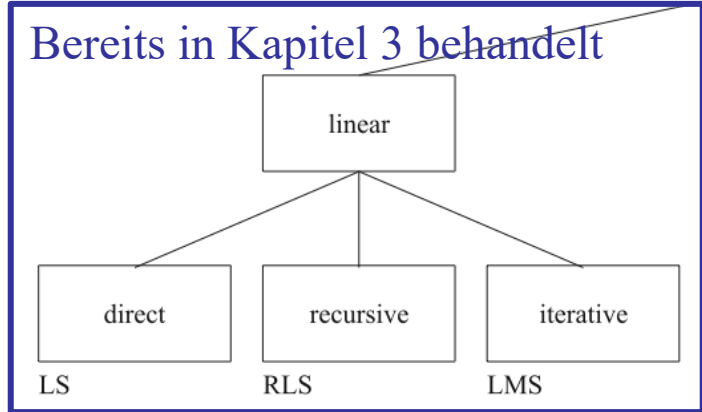 Bereits in Kapitel 3 behandelt
linear
direct recursive iterative
LS RLS LMS